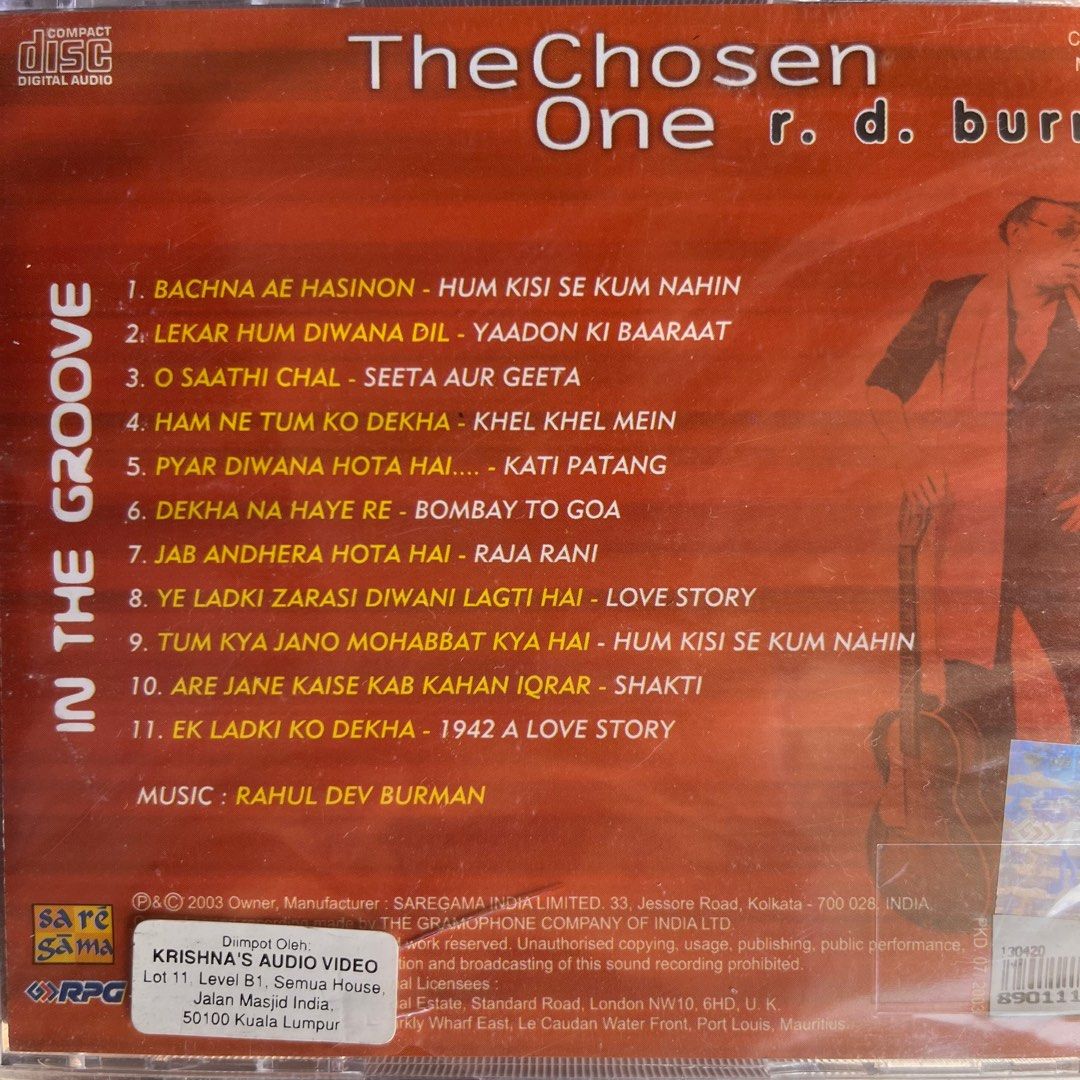 COMPACT
disc
DIGITAL AUDIO
The Chosen
One r. d.
IN THE GROOVE
1. BACHNA AE HASINON - HUM KISI SE KUM NAHIN
2. LEKAR HUM DIWANA DIL - YAADON KI BAARAAT
3. O SAATHI CHAL - SEETA AUR GEETA
4. HAM NE TUM KO DEKHA - KHEL KHEL MEIN
5. PYAR DIWANA HOTA HAI.... - KATI PATANG
6. DEKHA NA HAYE RE - BOMBAY TO GOA
7. JAB ANDHERA HOTA HAI - RAJA RANI
8. YE LADKI ZARASI DIWANI LAGTI HAI - LOVE STORY
9. TUM KYA JANO MOHABBAT KYA HAI - HUM KISI SE KUM NAHIN
10. ARE JANE KAISE KAB KAHAN IQRAR - SHAKTI
11. EK LADKI KO DEKHA - 1942 A LOVE STORY
MUSIC : RAHUL DEV BURMAN
℗&© 2003 Owner, Manufacturer : SAREGAMA INDIA LIMITED. 33, Jessore Road, Kolkata - 700 028, INDIA.
made by THE GRAMOPHONE COMPANY OF INDIA LTD.
work reserved. Unauthorised copying, usage, publishing, public performance,
and broadcasting of this sound recording prohibited.
Licensees :
Estate, Standard Road, London NW10, 6HD, U. K.
Wharf East, Le Caudan Water Front, Port Louis, Mauritius.
sa rē
gāma
RPG
Diimpot Oleh:
KRISHNA'S AUDIO VIDEO
Lot 11, Level B1, Semua House,
Jalan Masjid India,
50100 Kuala Lumpur
130420